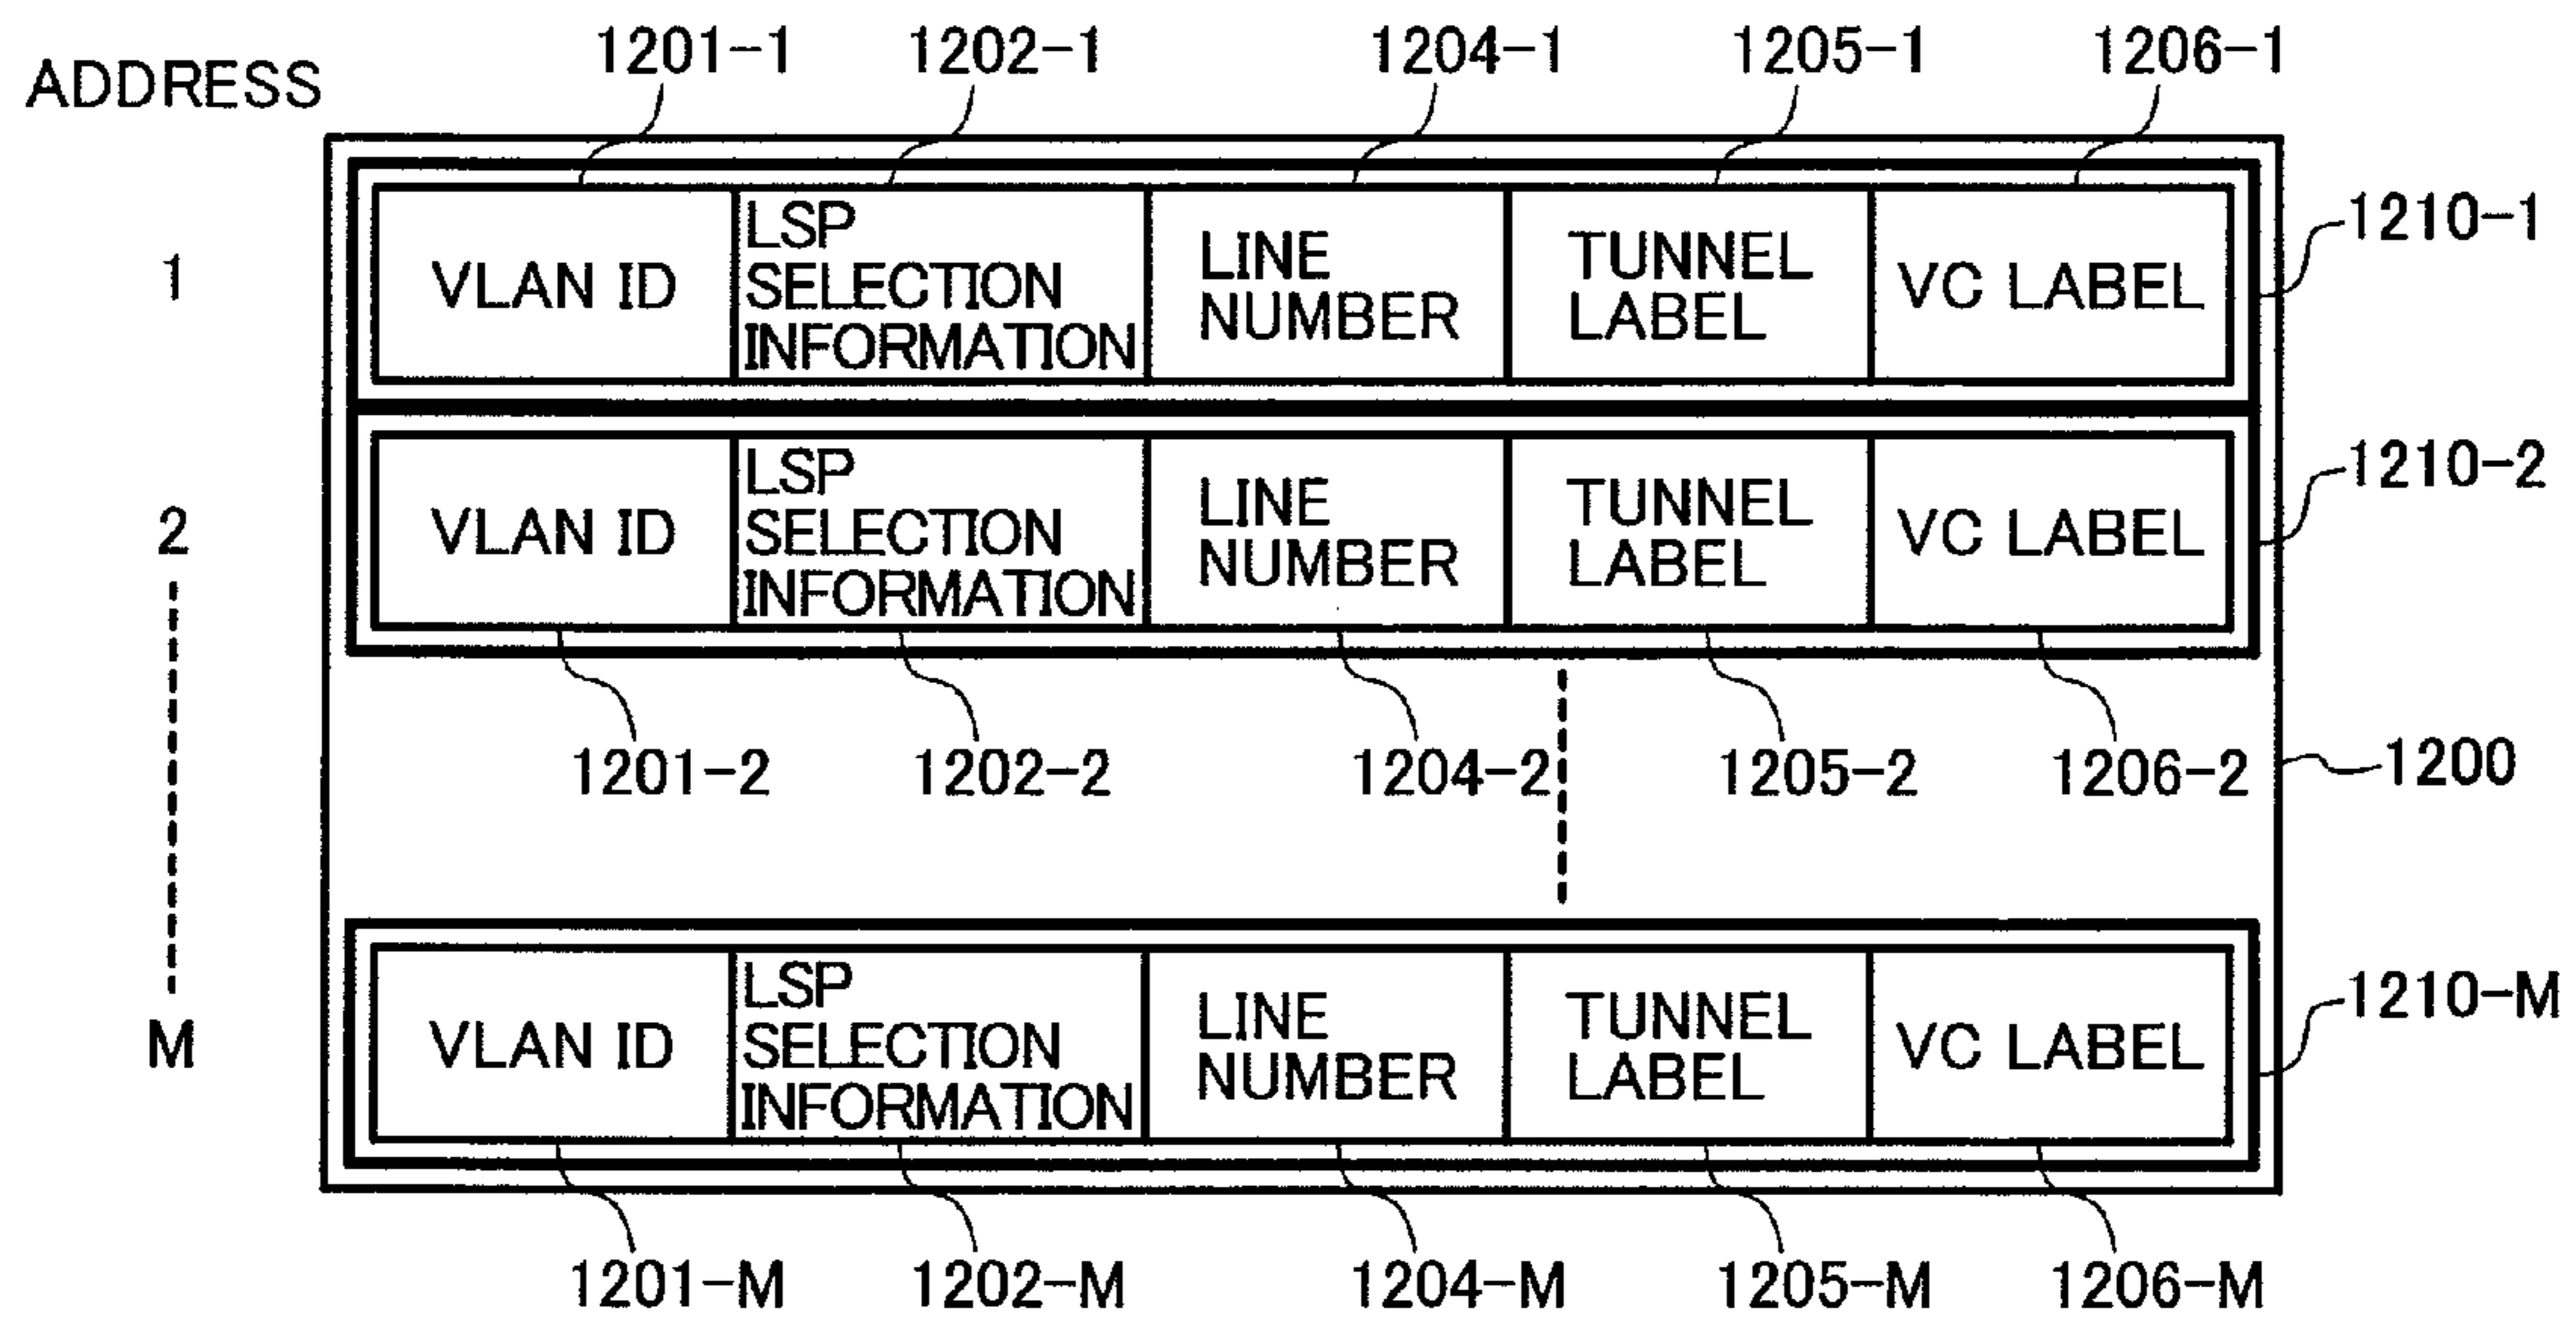 1201-1 1202-1 1204-1 1205-1 1206-1
ADDRESS
1210-1
1
VLAN ID
LSP
SELECTION
INFORMATION
LINE
NUMBER
TUNNEL
LABEL
VC LABEL
1210-2
2
VLAN ID
LSP
SELECTION
INFORMATION
LINE
NUMBER
TUNNEL
LABEL
VC LABEL
1201-2 1202-2 1204-2 1205-2 1206-2
1200
1210-M
M
VLAN ID
LSP
SELECTION
INFORMATION
LINE
NUMBER
TUNNEL
LABEL
VC LABEL
1201-M 1202-M 1204-M 1205-M 1206-M